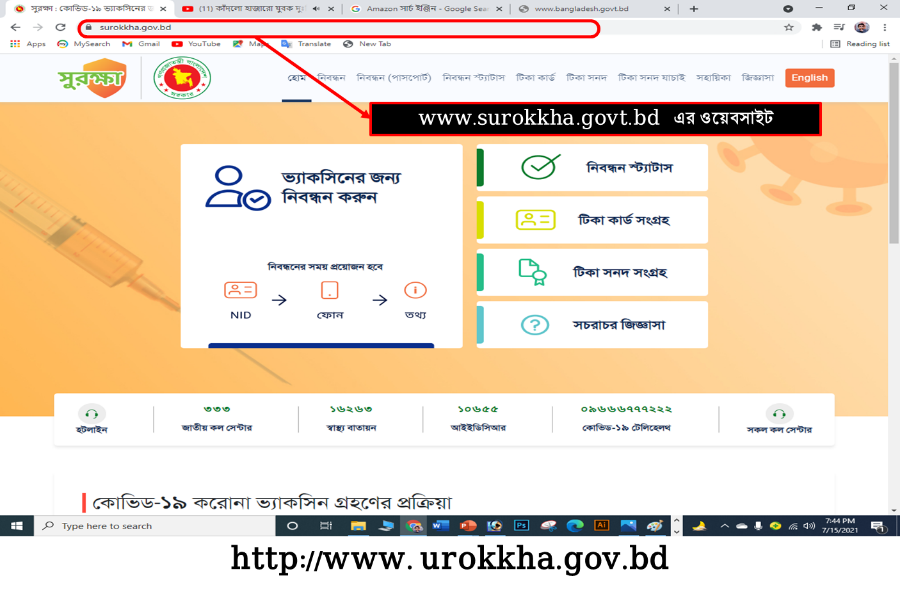 সুরক্ষা : কোভিড-১৯ ভ্যাকসিনের
(11) কাঁদলো হাজারো যুবক
Amazon সার্চ ইঞ্জিন - Google Sea
www.bangladesh.govt.bd
surokkha.gov.bd
Apps MySearch Gmail YouTube Maps Translate New Tab Reading list
সুরক্ষা
হোম নিবন্ধন নিবন্ধন (পাসপোর্ট) নিবন্ধন স্ট্যাটাস টিকা কার্ড টিকা সনদ টিকা সনদ যাচাই সহায়িকা জিজ্ঞাসা English
www.surokkha.govt.bd এর ওয়েবসাইট
ভ্যাকসিনের জন্য
নিবন্ধন করুন
নিবন্ধনের সময় প্রয়োজন হবে
NID ফোন তথ্য
নিবন্ধন স্ট্যাটাস
টিকা কার্ড সংগ্রহ
টিকা সনদ সংগ্রহ
সচরাচর জিজ্ঞাসা
৩৩৩ ১৬২৬৩ ১০৬৫৫ ০৯৬৬৬৭৭৭২২২
হটলাইন জাতীয় কল সেন্টার স্বাস্থ্য বাতায়ন আইইডিসিআর কোভিড-১৯ টেলিহেলথ সকল কল সেন্টার
কোভিড-১৯ করোনা ভ্যাকসিন গ্রহণের প্রক্রিয়া
Type here to search
7:44 PM
7/15/2021
http://www. urokkha.gov.bd